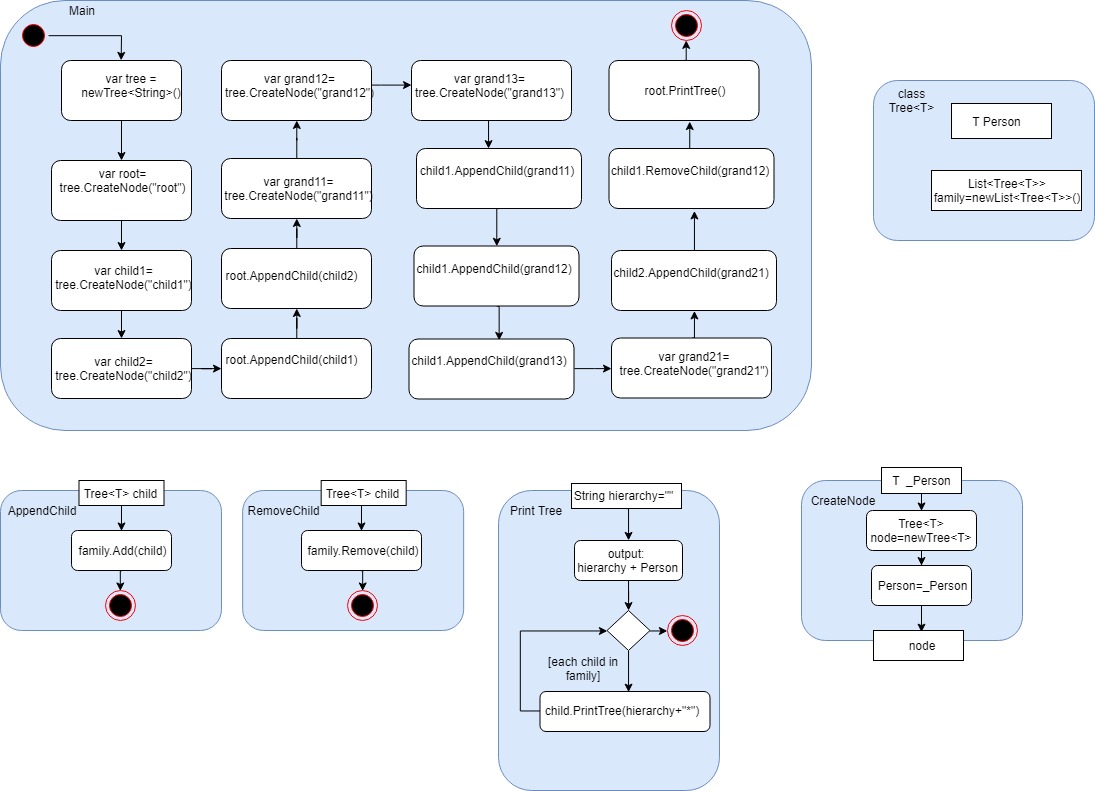 Main
var tree =
newTree<String>()
var root=
tree.CreateNode("root")
var child1=
tree.CreateNode("child1")
var child2=
tree.CreateNode("child2")
root.AppendChild(child1)
root.AppendChild(child2)
var grand11=
tree.CreateNode("grand11")
var grand12=
tree.CreateNode("grand12")
var grand13=
tree.CreateNode("grand13")
child1.AppendChild(grand11)
child1.AppendChild(grand12)
child1.AppendChild(grand13)
var grand21=
tree.CreateNode("grand21")
child2.AppendChild(grand21)
child1.RemoveChild(grand12)
root.PrintTree()
class
Tree<T>
T Person
List<Tree<T>>
family=newList<Tree<T>>()
AppendChild
Tree<T> child
family.Add(child)
RemoveChild
Tree<T> child
family.Remove(child)
Print Tree
String hierarchy=""
output:
hierarchy + Person
[each child in
family]
child.PrintTree(hierarchy+"*")
CreateNode
T _Person
Tree<T>
node=newTree<T>
Person=_Person
node